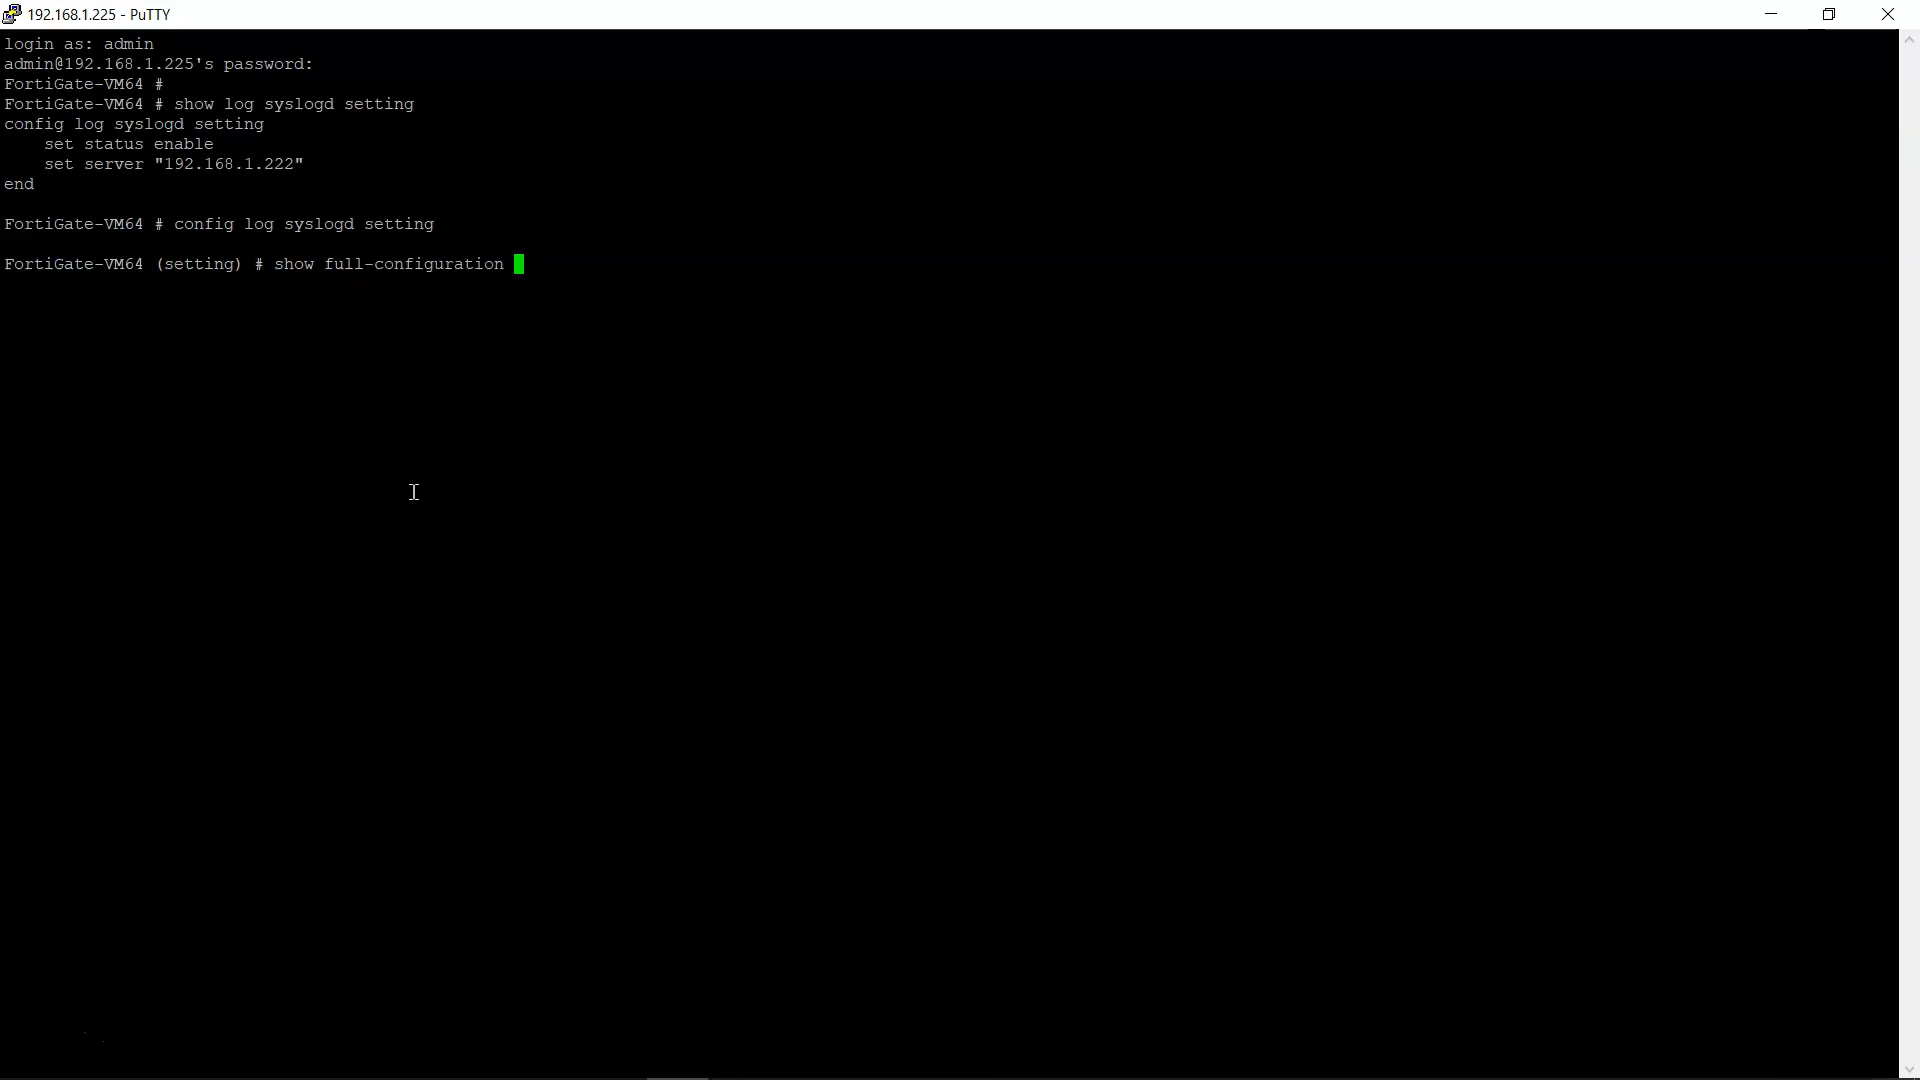 192.168.1.225 - PuTTY
login as: admin
admin@192.168.1.225's password:
FortiGate-VM64 #
FortiGate-VM64 # show log syslogd setting
config log syslogd setting
    set status enable
    set server "192.168.1.222"
end
FortiGate-VM64 # config log syslogd setting
FortiGate-VM64 (setting) # show full-configuration